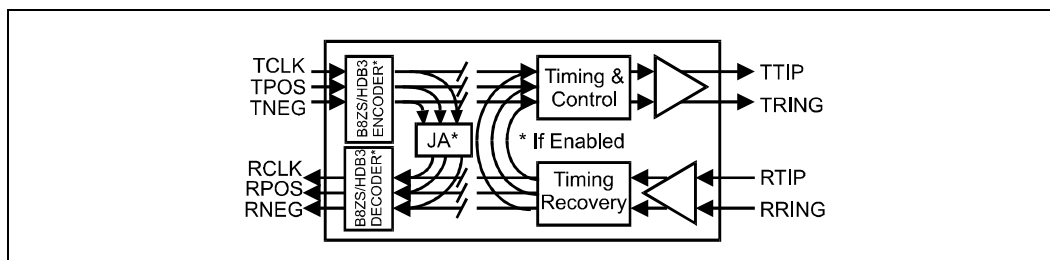 TCLK
TPOS
TNEG
B8ZS/HDB3
ENCODER*
Timing &
Control
TTIP
TRING
JA*
* If Enabled
RCLK
RPOS
RNEG
B8ZS/HDB3
DECODER*
Timing
Recovery
RTIP
RRING